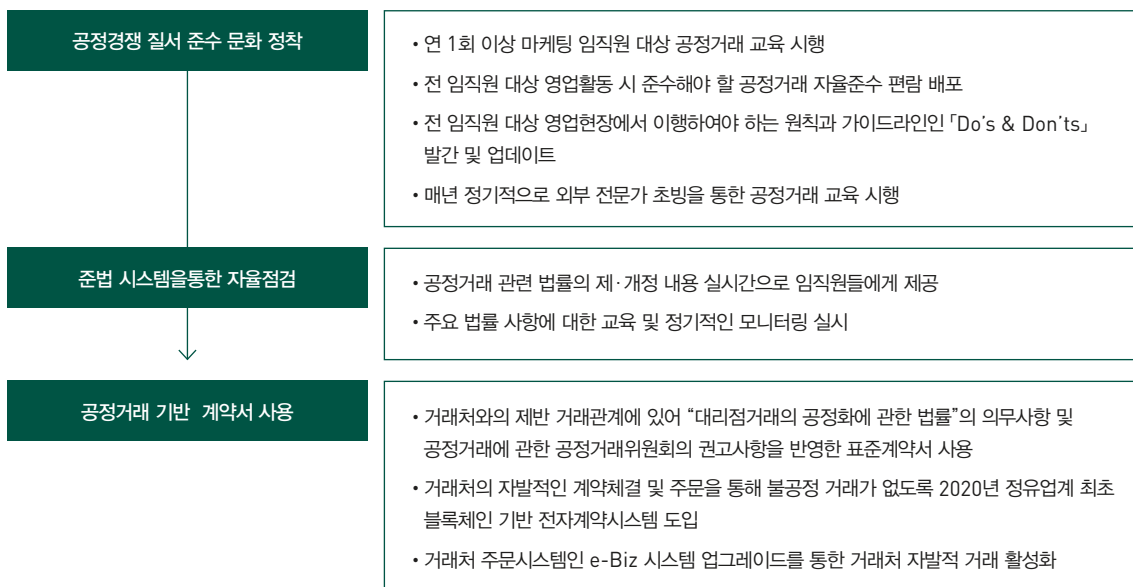 공정경쟁 질서 준수 문화 정착
• 연 1회 이상 마케팅 임직원 대상 공정거래 교육 시행
• 전 임직원 대상 영업활동 시 준수해야 할 공정거래 자율준수 편람 배포
• 전 임직원 대상 영업현장에서 이행하여야 하는 원칙과 가이드라인인 「Do's & Don'ts」
발간 및 업데이트
• 매년 정기적으로 외부 전문가 초빙을 통한 공정거래 교육 시행
준법 시스템을통한 자율점검
• 공정거래 관련 법률의 제·개정 내용 실시간으로 임직원들에게 제공
• 주요 법률 사항에 대한 교육 및 정기적인 모니터링 실시
공정거래 기반 계약서 사용
• 거래처와의 제반 거래관계에 있어 “대리점거래의 공정화에 관한 법률”의 의무사항 및
공정거래에 관한 공정거래위원회의 권고사항을 반영한 표준계약서 사용
• 거래처의 자발적인 계약체결 및 주문을 통해 불공정 거래가 없도록 2020년 정유업계 최초
블록체인 기반 전자계약시스템 도입
• 거래처 주문시스템인 e-Biz 시스템 업그레이드를 통한 거래처 자발적 거래 활성화